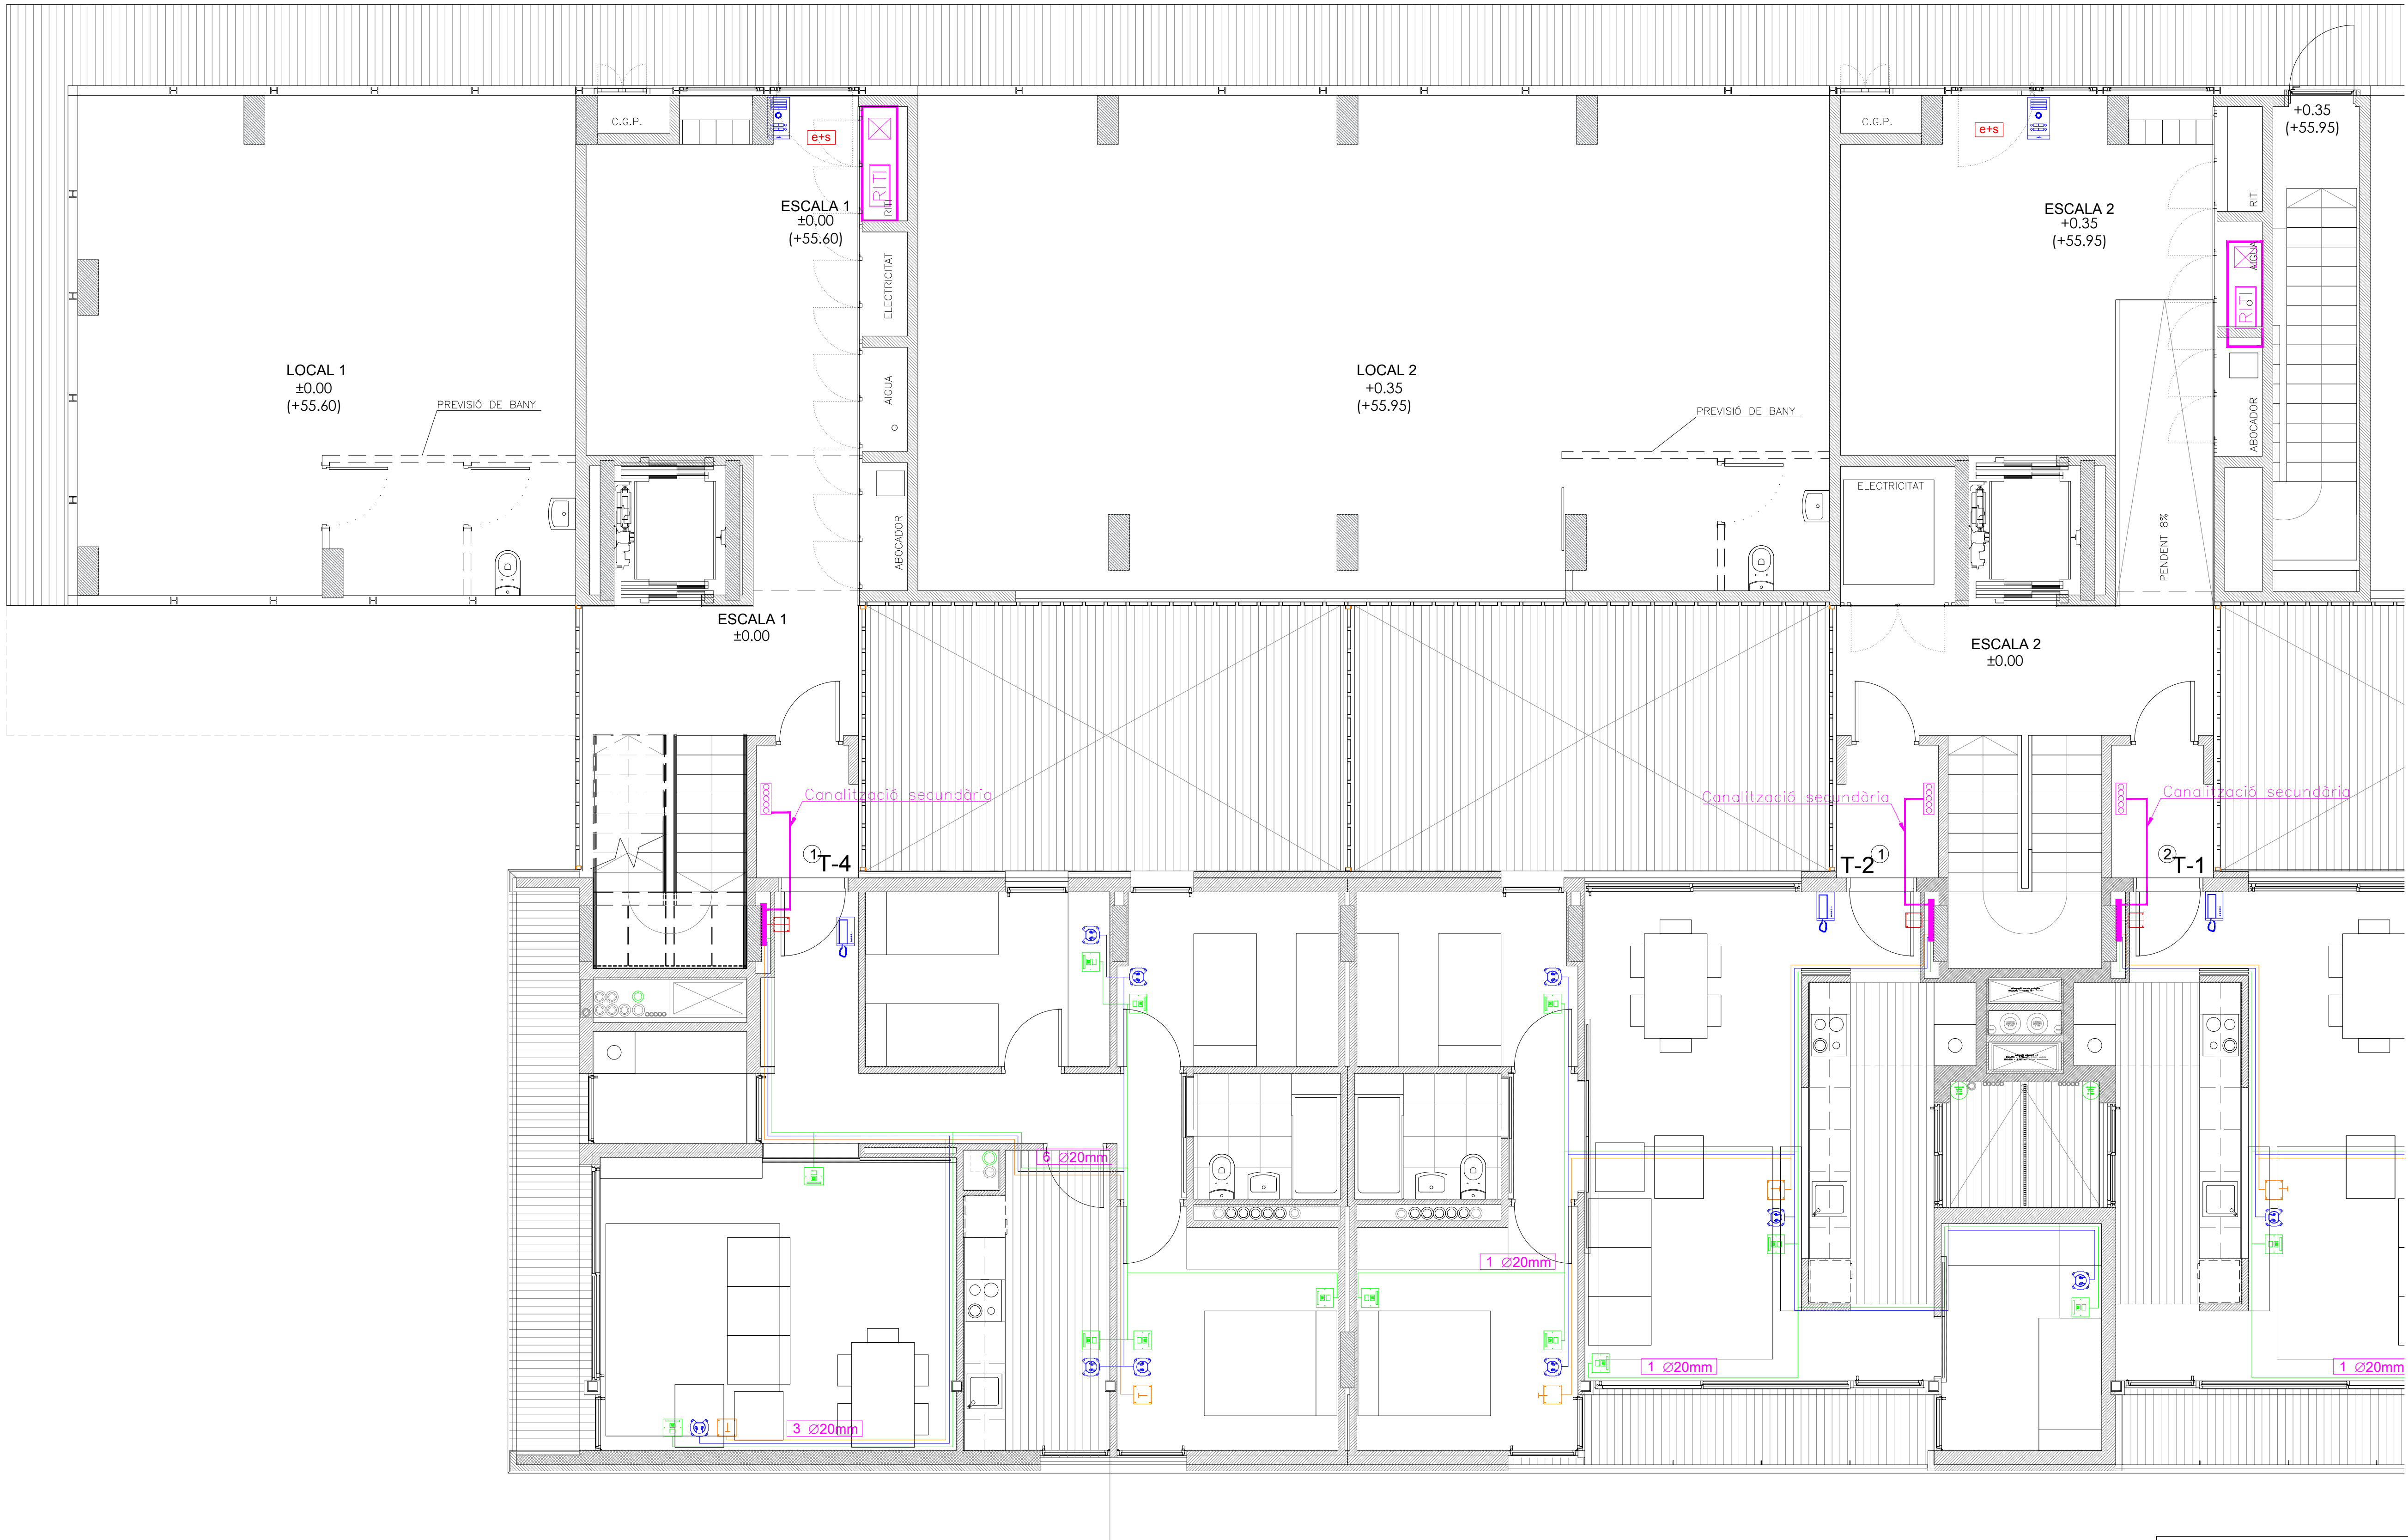 C.G.P.
e+s
RITI
RITI
ESCALA 1
±0.00
(+55.60)
ELECTRICITAT
AIGUA
ABOCADOR
LOCAL 1
±0.00
(+55.60)
PREVISIÓ DE BANY
LOCAL 2
+0.35
(+55.95)
PREVISIÓ DE BANY
C.G.P.
e+s
ESCALA 2
+0.35
(+55.95)
RITI
AIGUA
RITI
ABOCADOR
+0.35
(+55.95)
ELECTRICITAT
PENDENT 8%
ESCALA 1
±0.00
ESCALA 2
±0.00
Canalització secundària
Canalització secundària
Canalització secundària
1 T-4
T-2 1
2 T-1
6 Ø20mm
1 Ø20mm
1 Ø20mm
1 Ø20mm
3 Ø20mm